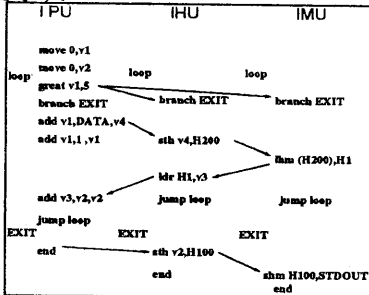 IPU IHU IMU
move 0,v1
move 0,v2
loop loop loop
great v1,5
branch EXIT branch EXIT branch EXIT
add v1,DATA,v4
add v1,1 ,v1 sth v4,H200
lhm (H200),H1
ldr H1,v3
add v3,v2,v2 jump loop jump loop
jump loop
EXIT EXIT EXIT
end sth v2,H100
end shm H100,STDOUT
end